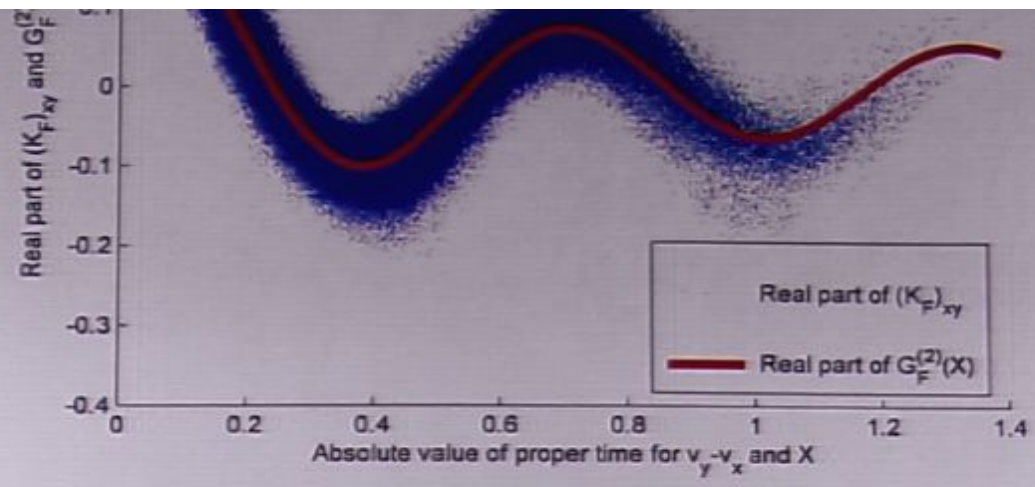 0.1
0
-0.1
-0.2
-0.3
-0.4
0 0.2 0.4 0.6 0.8 1 1.2 1.4
Real part of (K_F)_xy and G_F^(2)
Real part of (K_F)_xy
Real part of G_F^(2)(X)
Absolute value of proper time for v_y-v_x and X